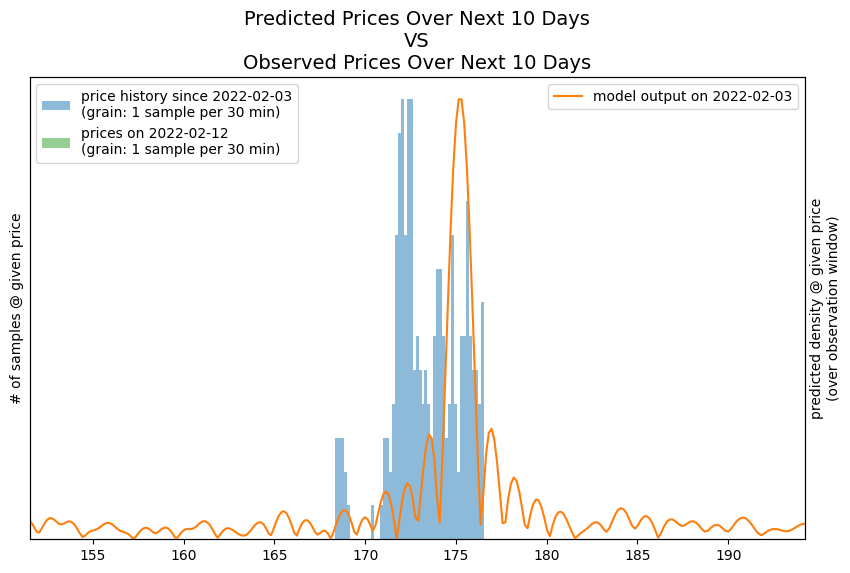 Predicted Prices Over Next 10 Days
VS
Observed Prices Over Next 10 Days
price history since 2022-02-03
(grain: 1 sample per 30 min)
prices on 2022-02-12
(grain: 1 sample per 30 min)
model output on 2022-02-03
# of samples @ given price
predicted density @ given price
(over observation window)
155 160 165 170 175 180 185 190